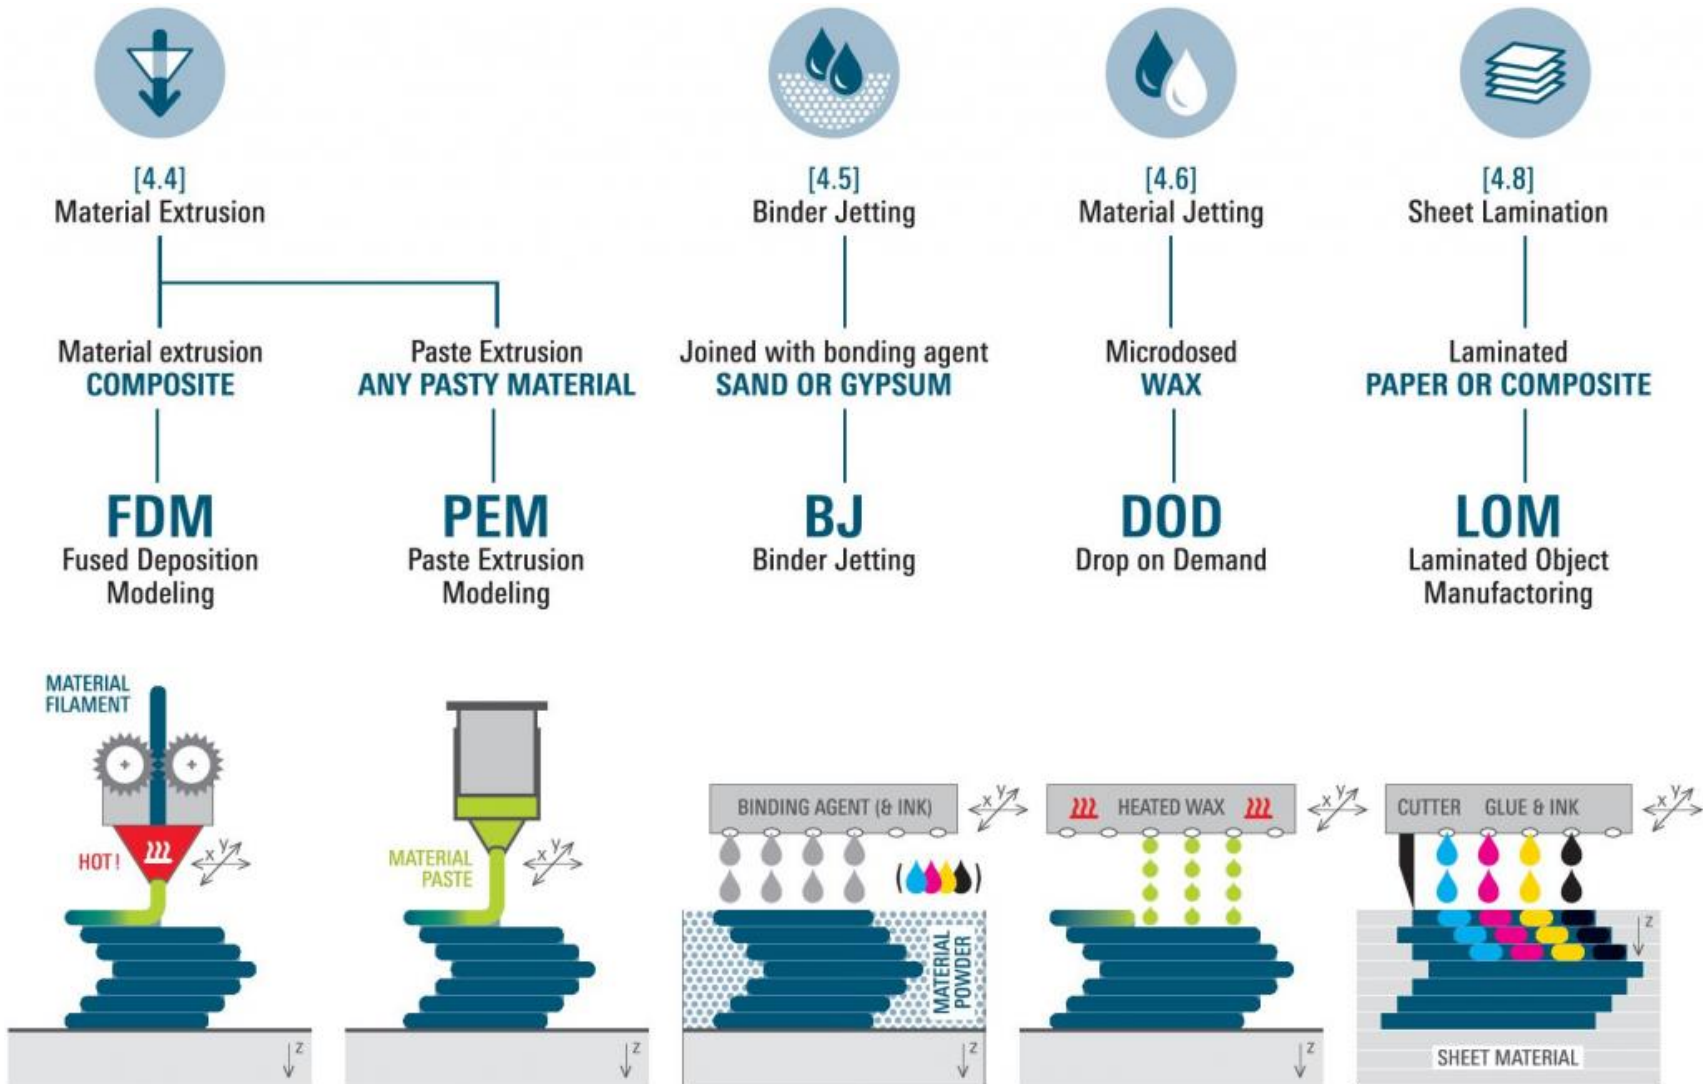 [4.4]
Material Extrusion
[4.5]
Binder Jetting
[4.6]
Material Jetting
[4.8]
Sheet Lamination
Material extrusion
COMPOSITE
Paste Extrusion
ANY PASTY MATERIAL
Joined with bonding agent
SAND OR GYPSUM
Microdosed
WAX
Laminated
PAPER OR COMPOSITE
FDM
Fused Deposition
Modeling
PEM
Paste Extrusion
Modeling
BJ
Binder Jetting
DOD
Drop on Demand
LOM
Laminated Object
Manufactoring
MATERIAL
FILAMENT
HOT!
x y
z
MATERIAL
PASTE
x y
z
BINDING AGENT (& INK)
x y
MATERIAL
POWDER
z
HEATED WAX
x y
z
CUTTER GLUE & INK
x y
z
SHEET MATERIAL